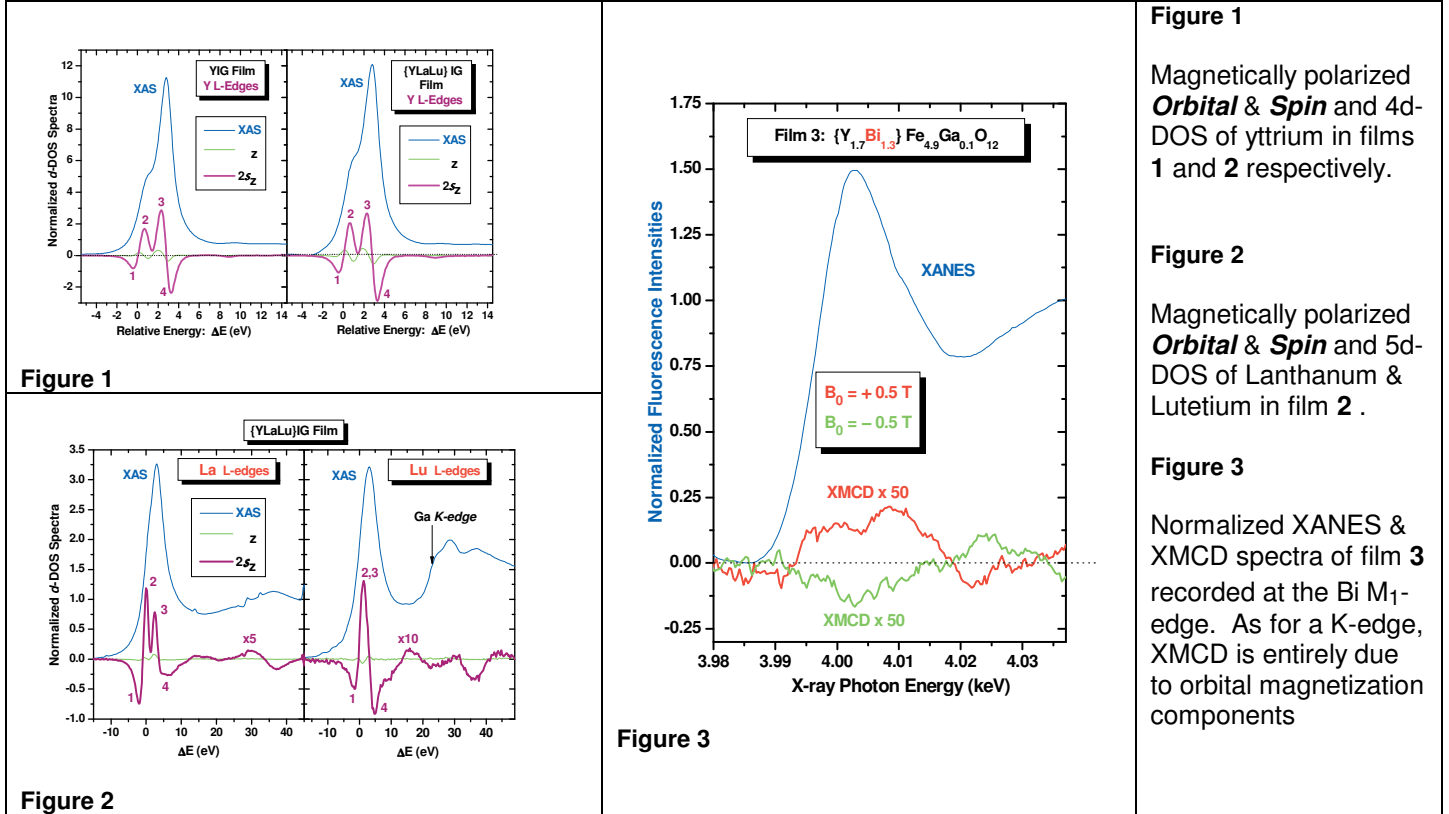 12
10
8
6
4
2
0
-2
Normalized d-DOS Spectra
XAS
YIG Film
Y L-Edges
XAS
z
2sz
1
2
3
4
-4 -2 0 2 4 6 8 10 12 14
Relative Energy: ΔE (eV)
XAS
{YLaLu} IG
Film
Y L-Edges
XAS
z
2sz
1
2
3
4
-4 -2 0 2 4 6 8 10 12 14
Relative Energy: ΔE (eV)
Figure 1
{YLaLu}IG Film
3.5
3.0
2.5
2.0
1.5
1.0
0.5
0.0
-0.5
-1.0
Normalized d-DOS Spectra
XAS
La L-edges
XAS
z
2sz
2
3
x5
1
4
-10 0 10 20 30 40
ΔE (eV)
XAS
Lu L-edges
Ga K-edge
2,3
x10
1
4
-10 0 10 20 30 40
ΔE (eV)
Figure 2
1.75
1.50
1.25
1.00
0.75
0.50
0.25
0.00
-0.25
Normalized Fluorescence Intensities
Film 3: {Y1.7Bi1.3} Fe4.9Ga0.1O12
XANES
B0 = + 0.5 T
B0 = − 0.5 T
XMCD x 50
XMCD x 50
3.98 3.99 4.00 4.01 4.02 4.03
X-ray Photon Energy (keV)
Figure 3
Figure 1
Magnetically polarized
Orbital & Spin and 4d-
DOS of yttrium in films
1 and 2 respectively.
Figure 2
Magnetically polarized
Orbital & Spin and 5d-
DOS of Lanthanum &
Lutetium in film 2 .
Figure 3
Normalized XANES &
XMCD spectra of film 3
recorded at the Bi M1-
edge. As for a K-edge,
XMCD is entirely due
to orbital magnetization
components